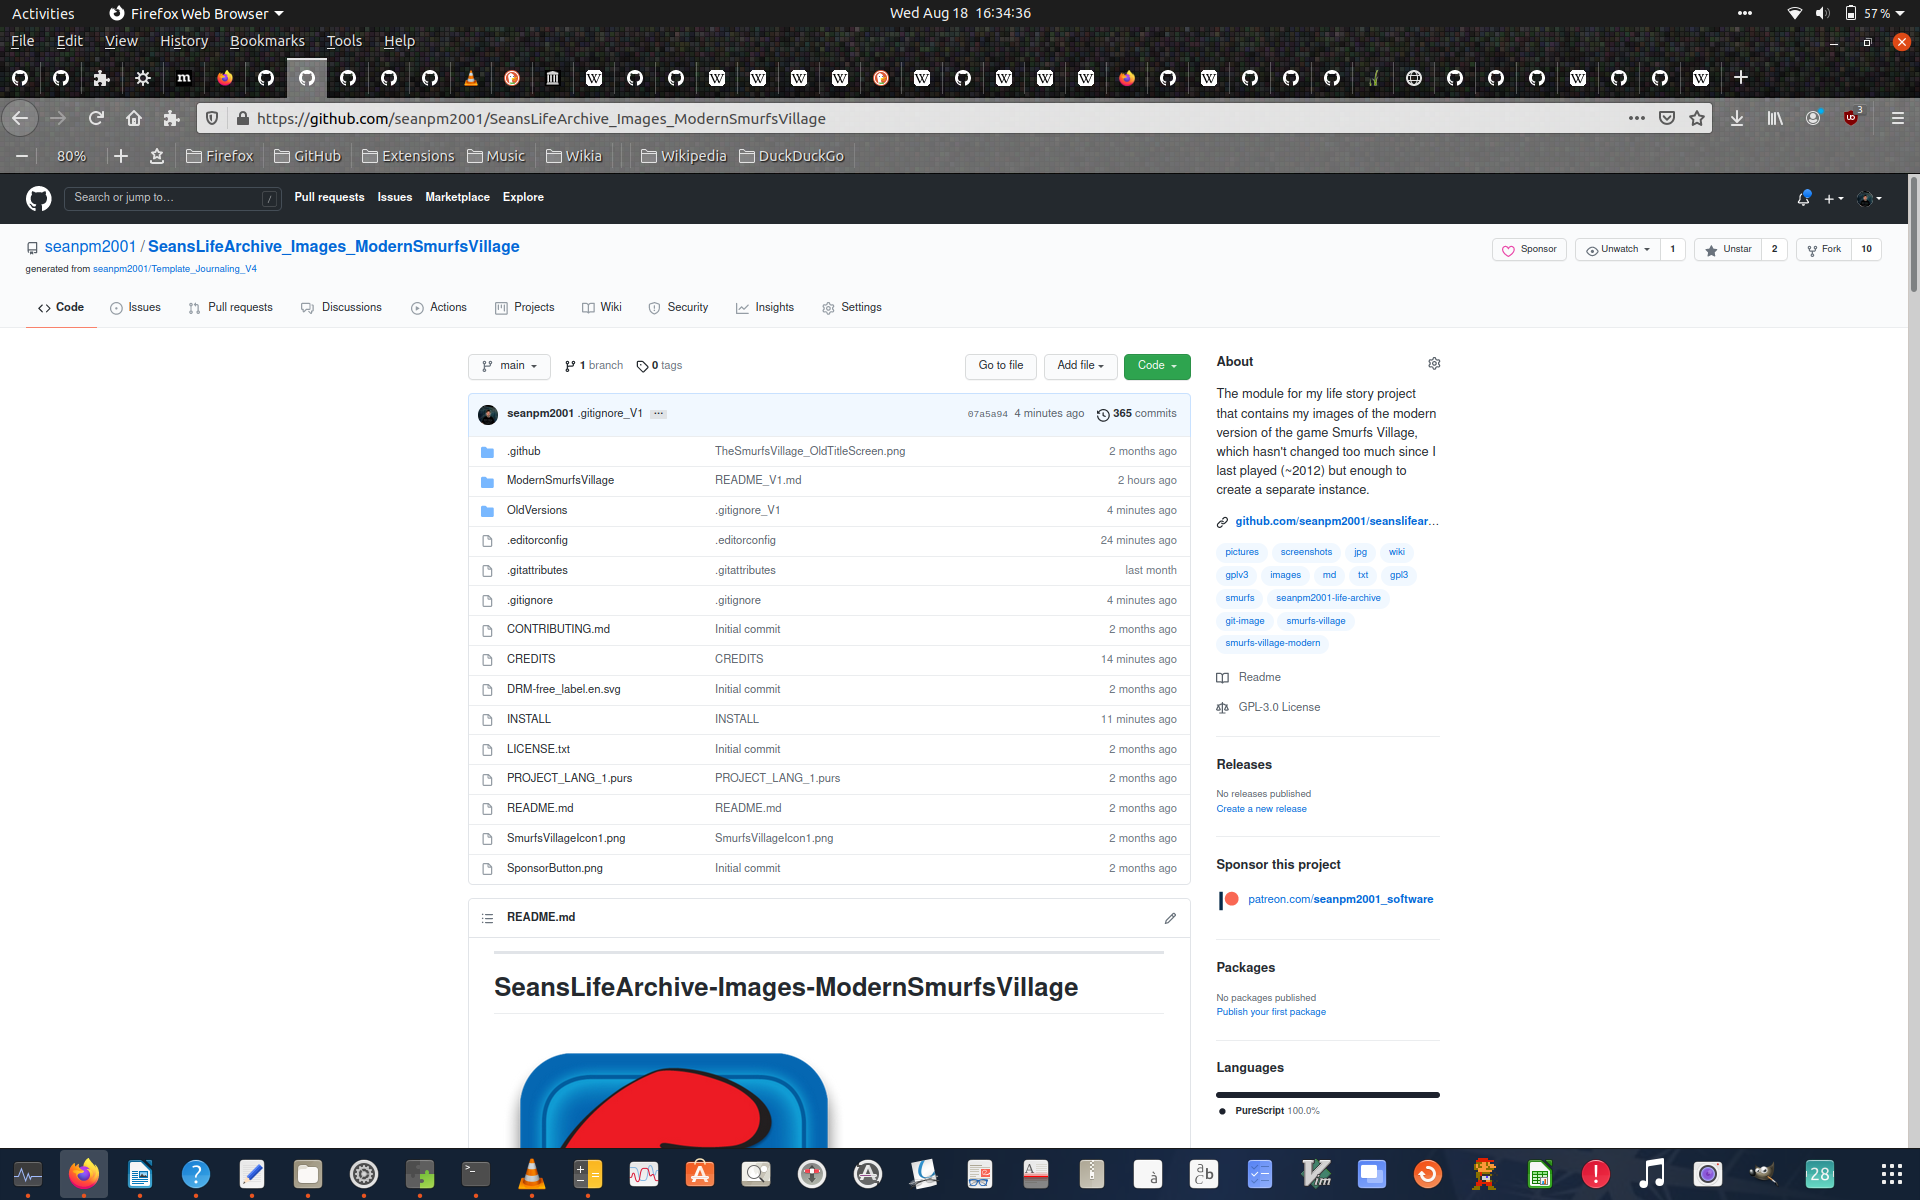 Activities Firefox Web Browser Wed Aug 18 16:34:36 57 %
File Edit View History Bookmarks Tools Help
https://github.com/seanpm2001/SeansLifeArchive_Images_ModernSmurfsVillage 3
80% Firefox GitHub Extensions Music Wikia Wikipedia DuckDuckGo
Search or jump to… / Pull requests Issues Marketplace Explore
seanpm2001 / SeansLifeArchive_Images_ModernSmurfsVillage Sponsor Unwatch 1 Unstar 2 Fork 10
generated from seanpm2001/Template_Journaling_V4
Code Issues Pull requests Discussions Actions Projects Wiki Security Insights Settings
main 1 branch 0 tags Go to file Add file Code
seanpm2001 .gitignore_V1 ... 07a5a94 4 minutes ago 365 commits
.github TheSmurfsVillage_OldTitleScreen.png 2 months ago
ModernSmurfsVillage README_V1.md 2 hours ago
OldVersions .gitignore_V1 4 minutes ago
.editorconfig .editorconfig 24 minutes ago
.gitattributes .gitattributes last month
.gitignore .gitignore 4 minutes ago
CONTRIBUTING.md Initial commit 2 months ago
CREDITS CREDITS 14 minutes ago
DRM-free_label.en.svg Initial commit 2 months ago
INSTALL INSTALL 11 minutes ago
LICENSE.txt Initial commit 2 months ago
PROJECT_LANG_1.purs PROJECT_LANG_1.purs 2 months ago
README.md README.md 2 months ago
SmurfsVillageIcon1.png SmurfsVillageIcon1.png 2 months ago
SponsorButton.png Initial commit 2 months ago
README.md
SeansLifeArchive-Images-ModernSmurfsVillage
About
The module for my life story project
that contains my images of the modern
version of the game Smurfs Village,
which hasn't changed too much since I
last played (~2012) but enough to
create a separate instance.
github.com/seanpm2001/seanslifear...
pictures screenshots jpg wiki
gplv3 images md txt gpl3
smurfs seanpm2001-life-archive
git-image smurfs-village
smurfs-village-modern
Readme
GPL-3.0 License
Releases
No releases published
Create a new release
Sponsor this project
patreon.com/seanpm2001_software
Packages
No packages published
Publish your first package
Languages
PureScript 100.0%
28